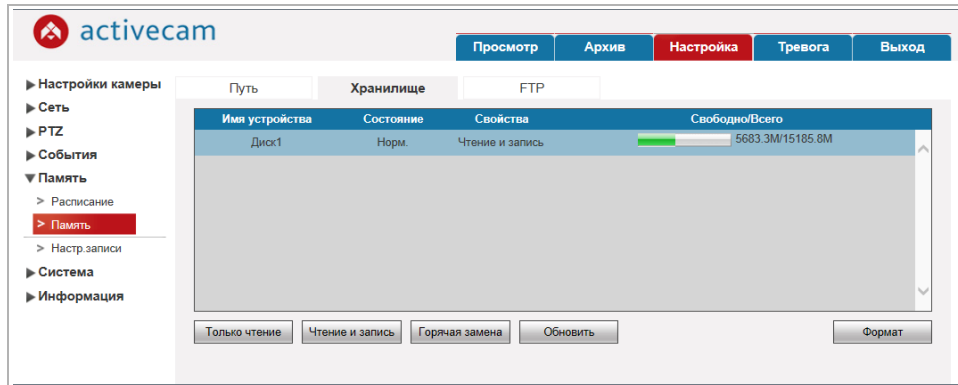 activecam
Просмотр Архив Настройка Тревога Выход
Настройки камеры
Сеть
PTZ
События
Память
> Расписание
> Память
> Настр.записи
Система
Информация
Путь Хранилище FTP
Имя устройства Состояние Свойства Свободно/Всего
Диск1 Норм. Чтение и запись 5683.3M/15185.8M
Только чтение Чтение и запись Горячая замена Обновить Формат